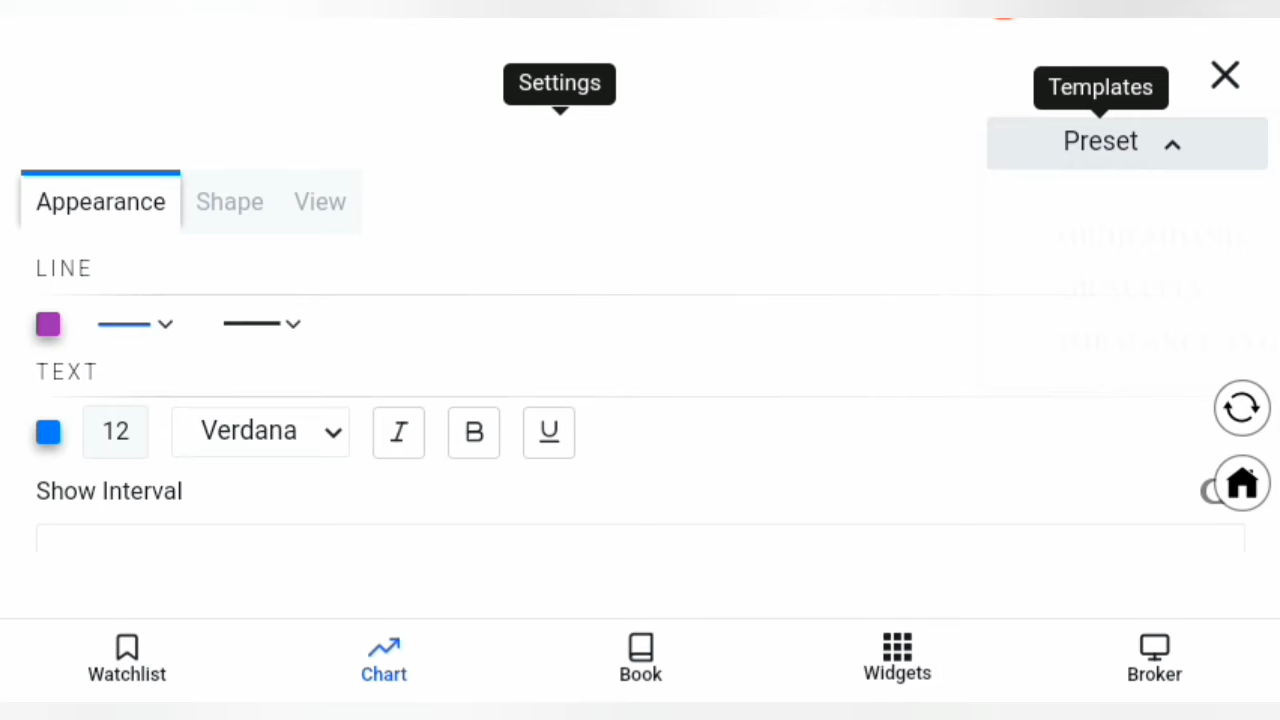 Settings
Templates
Preset
Appearance Shape View
LINE
TEXT
12 Verdana I B U
Show Interval
Watchlist Chart Book Widgets Broker